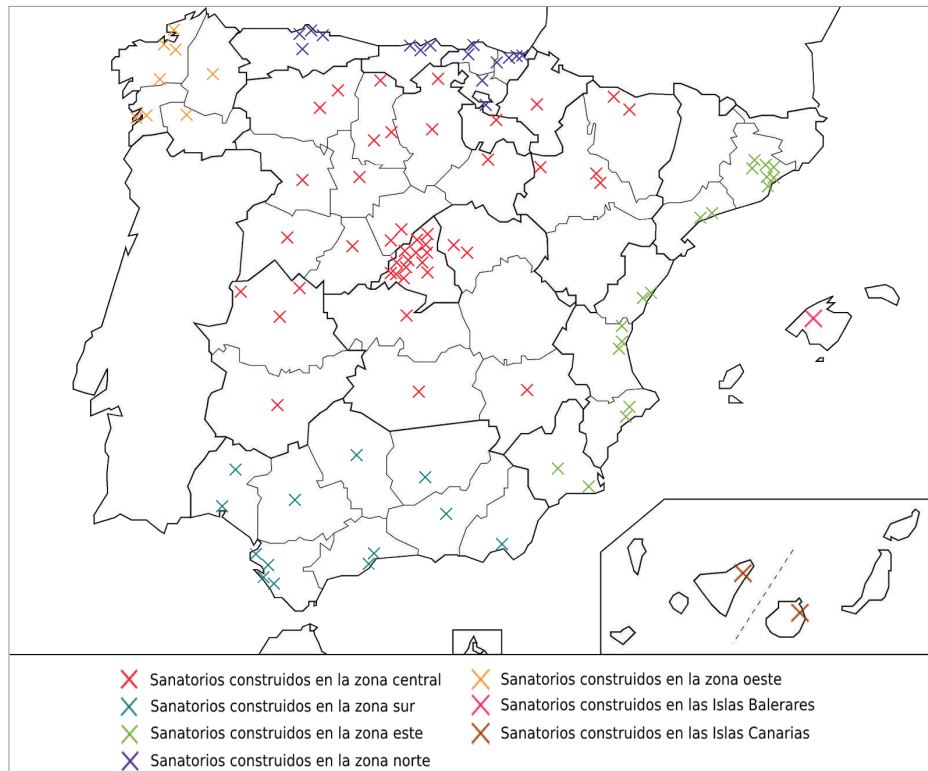 Sanatorios construidos en la zona central
Sanatorios construidos en la zona sur
Sanatorios construidos en la zona este
Sanatorios construidos en la zona norte
Sanatorios construidos en la zona oeste
Sanatorios construidos en las Islas Balerares
Sanatorios construidos en las Islas Canarias